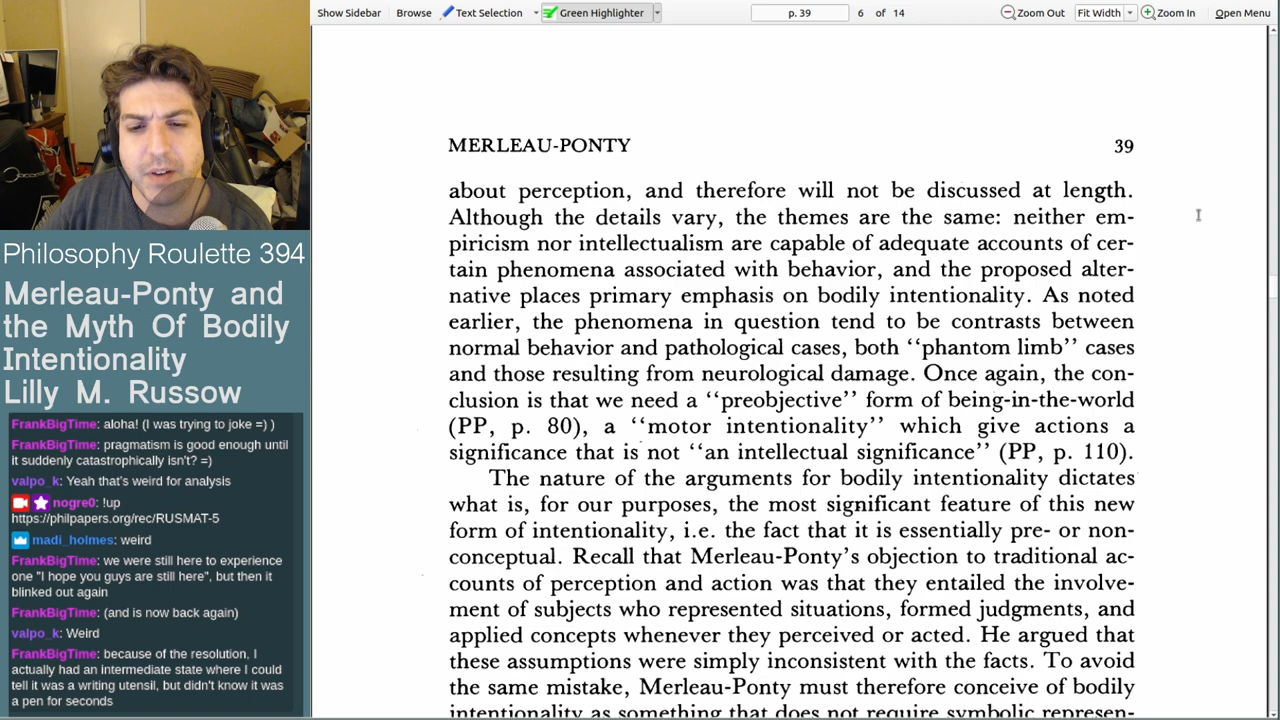 Show Sidebar Browse Text Selection Green Highlighter p. 39 6 of 14 Zoom Out Fit Width Zoom In Open Menu
MERLEAU-PONTY 39
about perception, and therefore will not be discussed at length.
Although the details vary, the themes are the same: neither em-
piricism nor intellectualism are capable of adequate accounts of cer-
tain phenomena associated with behavior, and the proposed alter-
native places primary emphasis on bodily intentionality. As noted
earlier, the phenomena in question tend to be contrasts between
normal behavior and pathological cases, both ‘‘phantom limb’’ cases
and those resulting from neurological damage. Once again, the con-
clusion is that we need a ‘‘preobjective’’ form of being-in-the-world
(PP, p. 80), a ‘‘motor intentionality’’ which give actions a
significance that is not ‘‘an intellectual significance’’ (PP, p. 110).
The nature of the arguments for bodily intentionality dictates
what is, for our purposes, the most significant feature of this new
form of intentionality, i.e. the fact that it is essentially pre- or non-
conceptual. Recall that Merleau-Ponty’s objection to traditional ac-
counts of perception and action was that they entailed the involve-
ment of subjects who represented situations, formed judgments, and
applied concepts whenever they perceived or acted. He argued that
these assumptions were simply inconsistent with the facts. To avoid
the same mistake, Merleau-Ponty must therefore conceive of bodily
intentionality as something that does not require symbolic represen-
Philosophy Roulette 394
Merleau-Ponty and
the Myth Of Bodily
Intentionality
Lilly M. Russow
FrankBigTime: aloha! (I was trying to joke =) )
FrankBigTime: pragmatism is good enough until
it suddenly catastrophically isn't? =)
valpo_k: Yeah that's weird for analysis
nogre0: !up
https://philpapers.org/rec/RUSMAT-5
madi_holmes: weird
FrankBigTime: we were still here to experience
one "I hope you guys are still here", but then it
blinked out again
FrankBigTime: (and is now back again)
valpo_k: Weird
FrankBigTime: because of the resolution, I
actually had an intermediate state where I could
tell it was a writing utensil, but didn't know it was
a pen for seconds